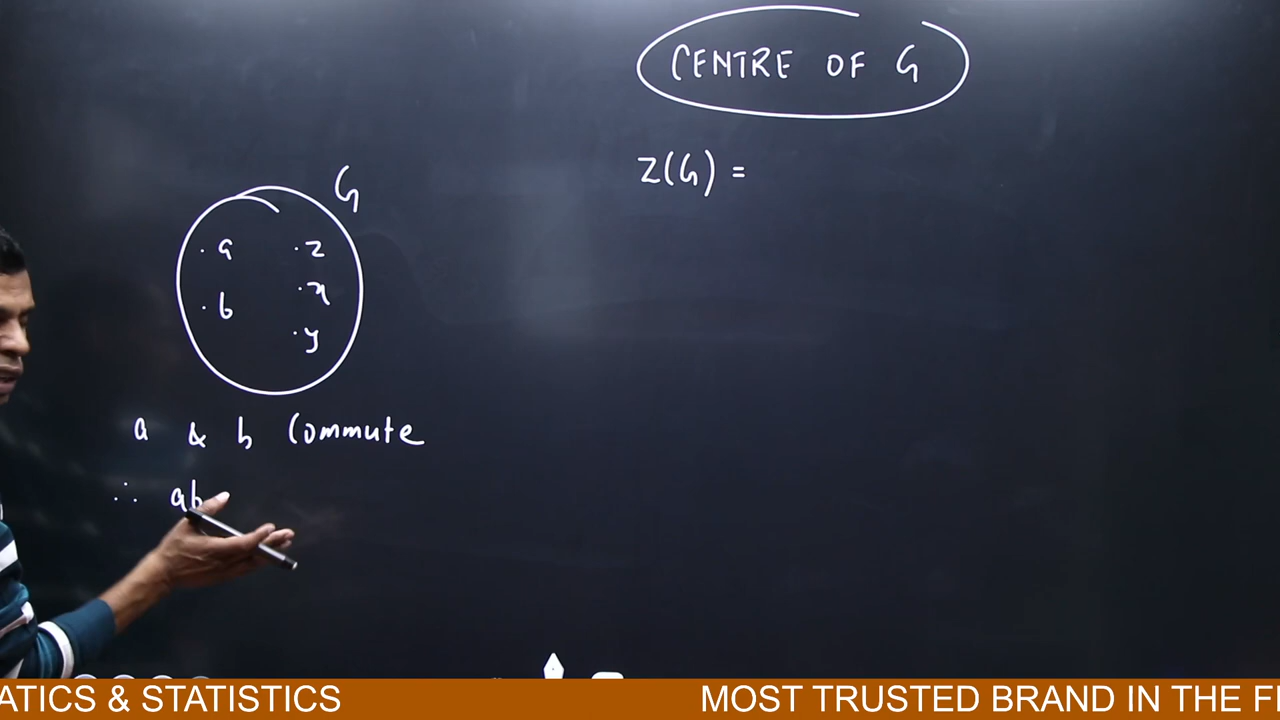 CENTRE OF G
Z(G) =
G
. a . z
. x
. b
. y
a & b Commute
∴ ab
ATICS & STATISTICS MOST TRUSTED BRAND IN THE FI